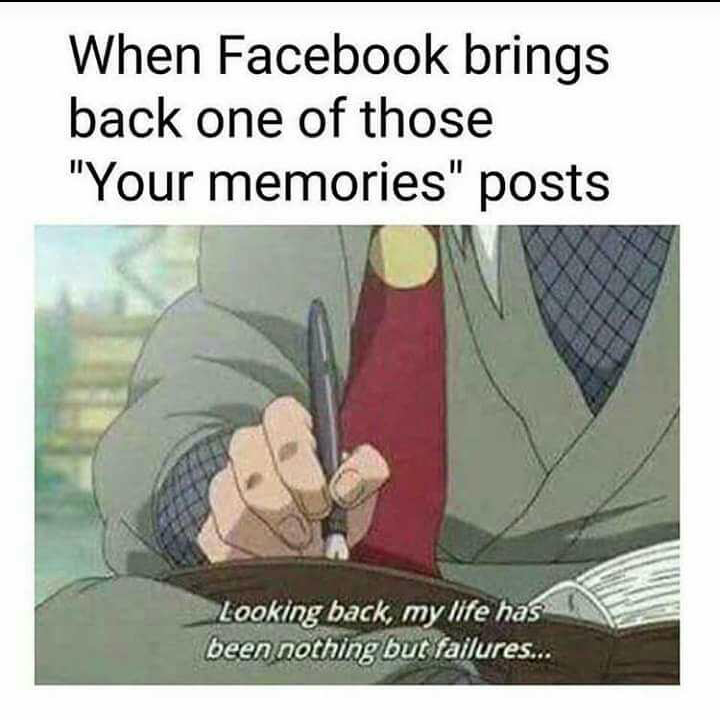 When Facebook brings
back one of those
"Your memories" posts
Looking back, my life has
been nothing but failures...